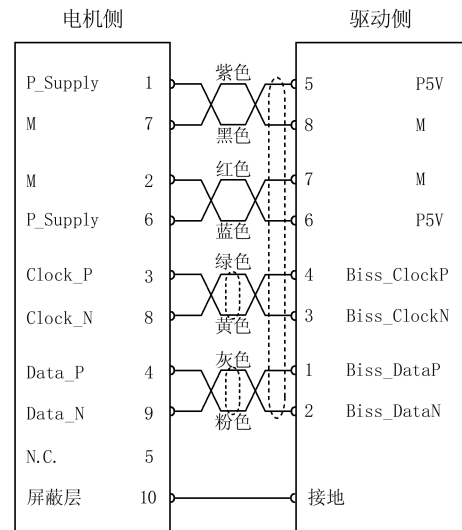 电机侧 驱动侧
紫色
P_Supply 1 5 P5V
M 7 8 M
黑色
红色
M 2 7 M
P_Supply 6 6 P5V
蓝色
绿色
Clock_P 3 4 Biss_ClockP
Clock_N 8 3 Biss_ClockN
黄色
灰色
Data_P 4 1 Biss_DataP
Data_N 9 2 Biss_DataN
粉色
N.C. 5
屏蔽层 10 接地